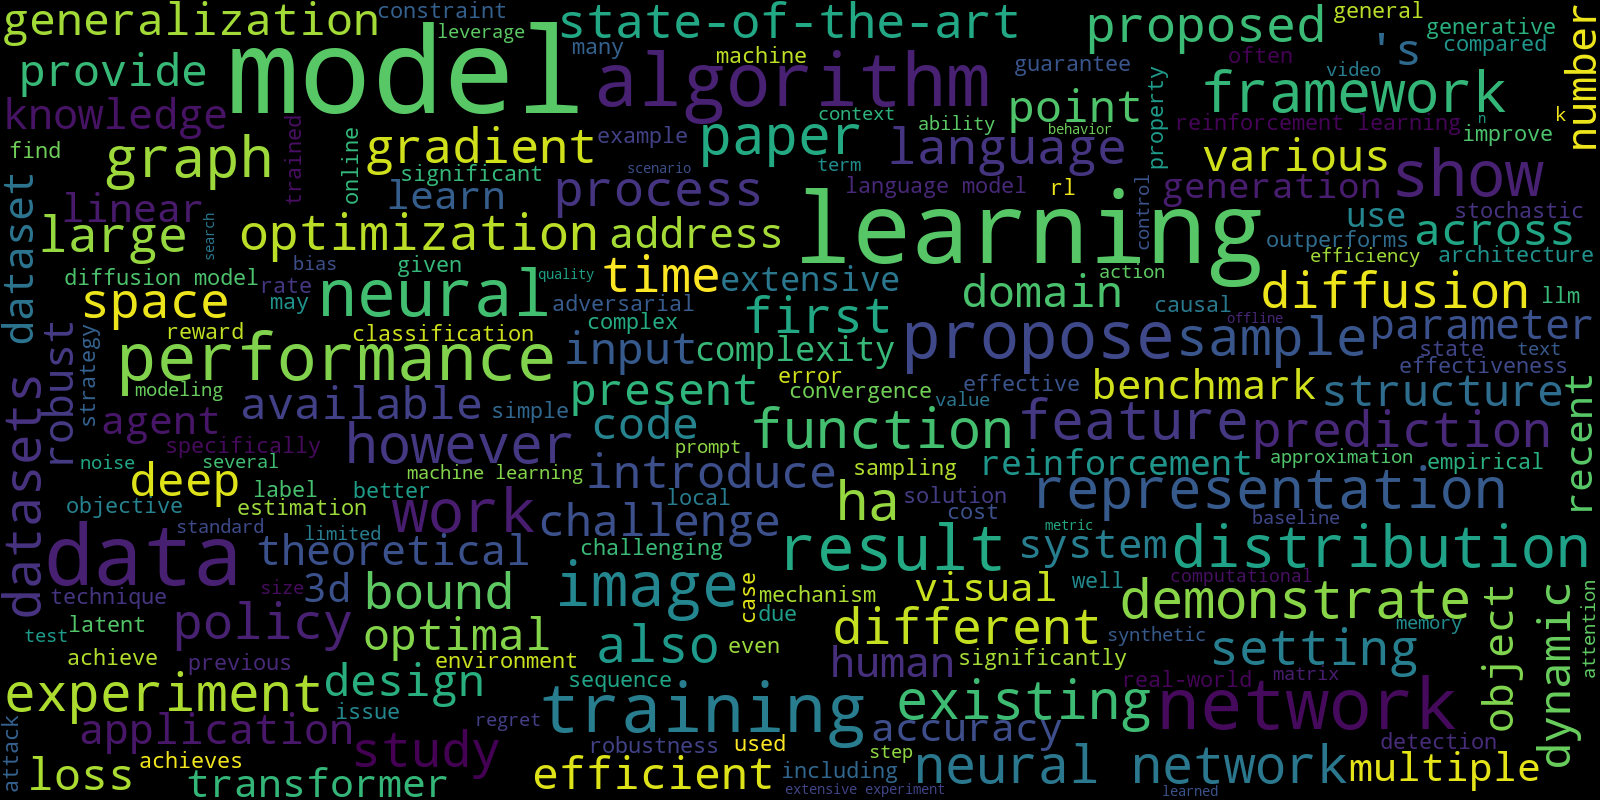 generalization
constraint
leverage
state-of-the-art
proposed
general
generative
compared
number
provide
model
many
machine
algorithm
guarantee
often
's
video
framework
knowledge
find
graph
trained
online
gradient
example
significant
paper
context
ability
behavior
term
point
language
property
reinforcement learning
n
improve
k
various
show
dataset
linear
learn
process
scenario
language model
rl
control
generation
stochastic
large
search
optimization
address
learning
use
outperforms
across
efficiency
architecture
diffusion model
bias
given
rate
may
neural
quality
time
extensive
adversarial
domain
action
causal
diffusion
llm
space
reward
strategy
classification
complex
first
offline
propose
sample
parameter
state
text
effectiveness
robust
performance
modeling
input
complexity
error
convergence
effective
value
benchmark
structure
recent
datasets
agent
available
simple
present
code
function
feature
prediction
specifically
however
prompt
noise
several
machine learning
introduce
sampling
reinforcement
approximation
empirical
deep
label
better
objective
estimation
local
ha
solution
cost
representation
baseline
standard
limited
work
challenge
metric
data
theoretical
challenging
result
system
distribution
technique
size
3d
bound
image
case
mechanism
due
visual
well
computational
demonstrate
object
dynamic
attention
test
latent
policy
optimal
also
even
different
synthetic
memory
setting
achieve
previous
environment
human
significantly
experiment
design
sequence
real-world
matrix
issue
regret
training
existing
network
attack
application
study
robustness
used
step
accuracy
detection
loss
achieves
transformer
efficient
including
extensive experiment
neural network
learned
multiple